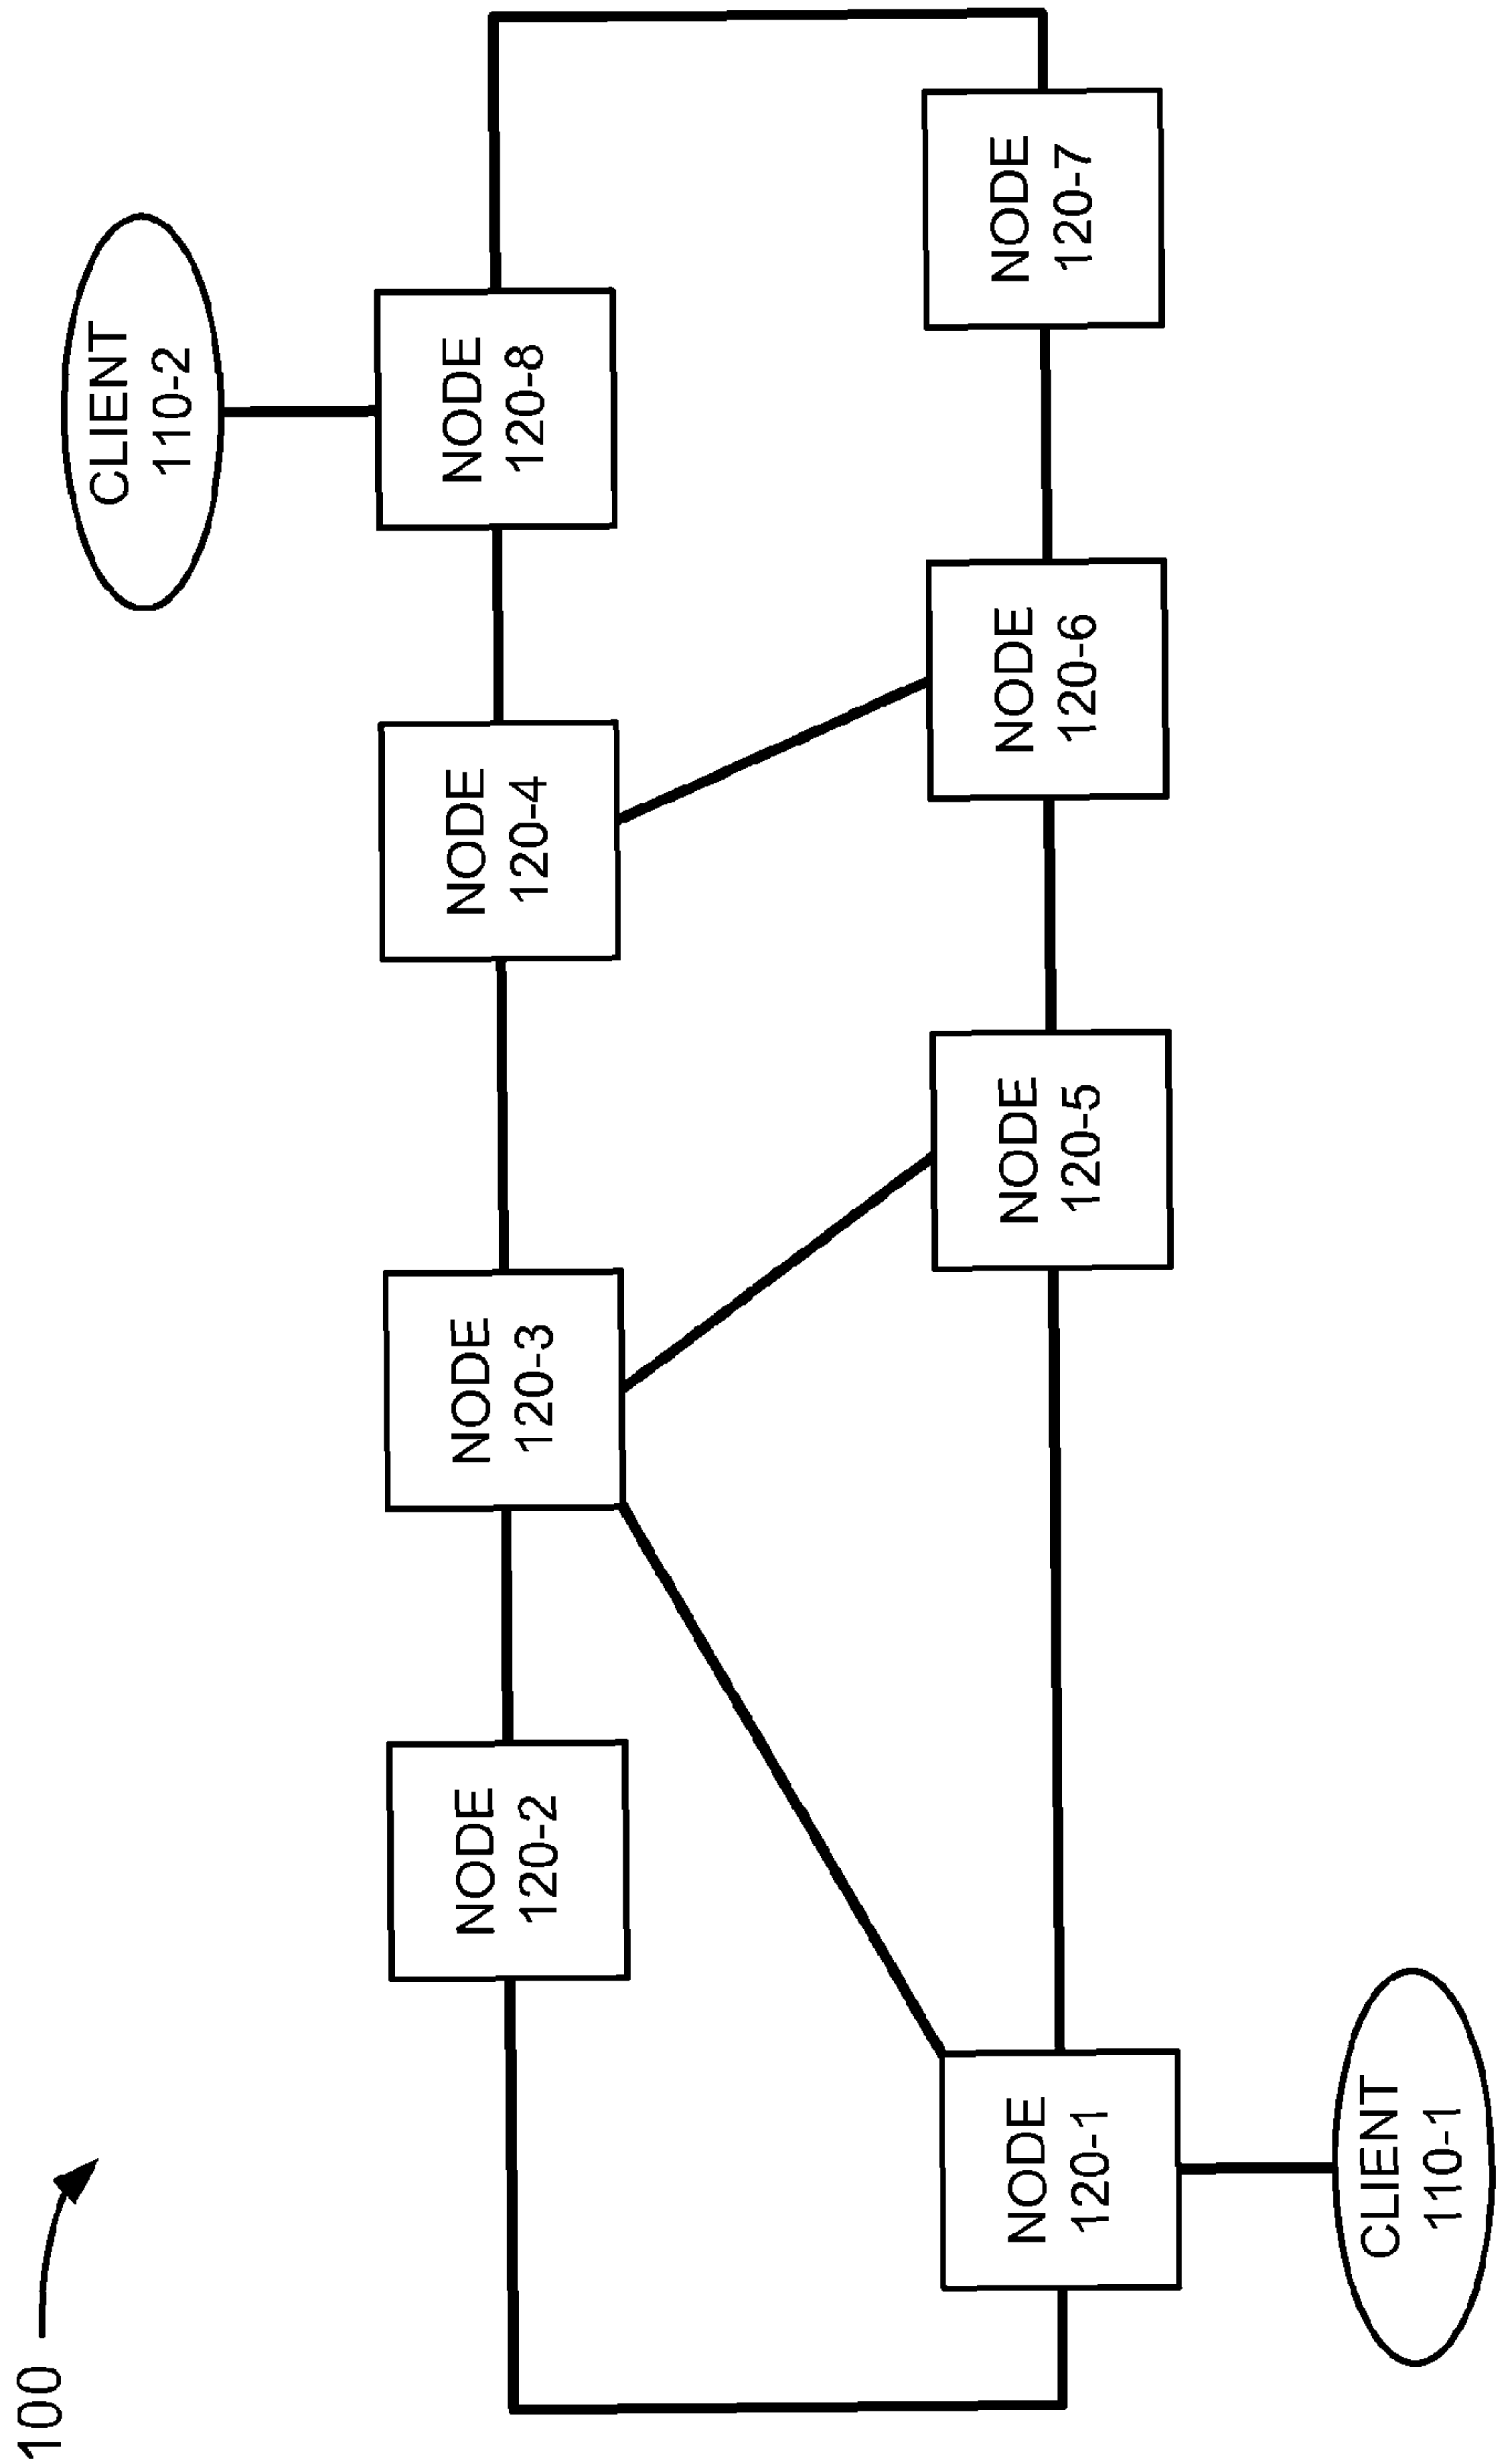 100
CLIENT
110-2
NODE
120-2
NODE
120-3
NODE
120-4
NODE
120-8
NODE
120-1
NODE
120-5
NODE
120-6
NODE
120-7
CLIENT
110-1